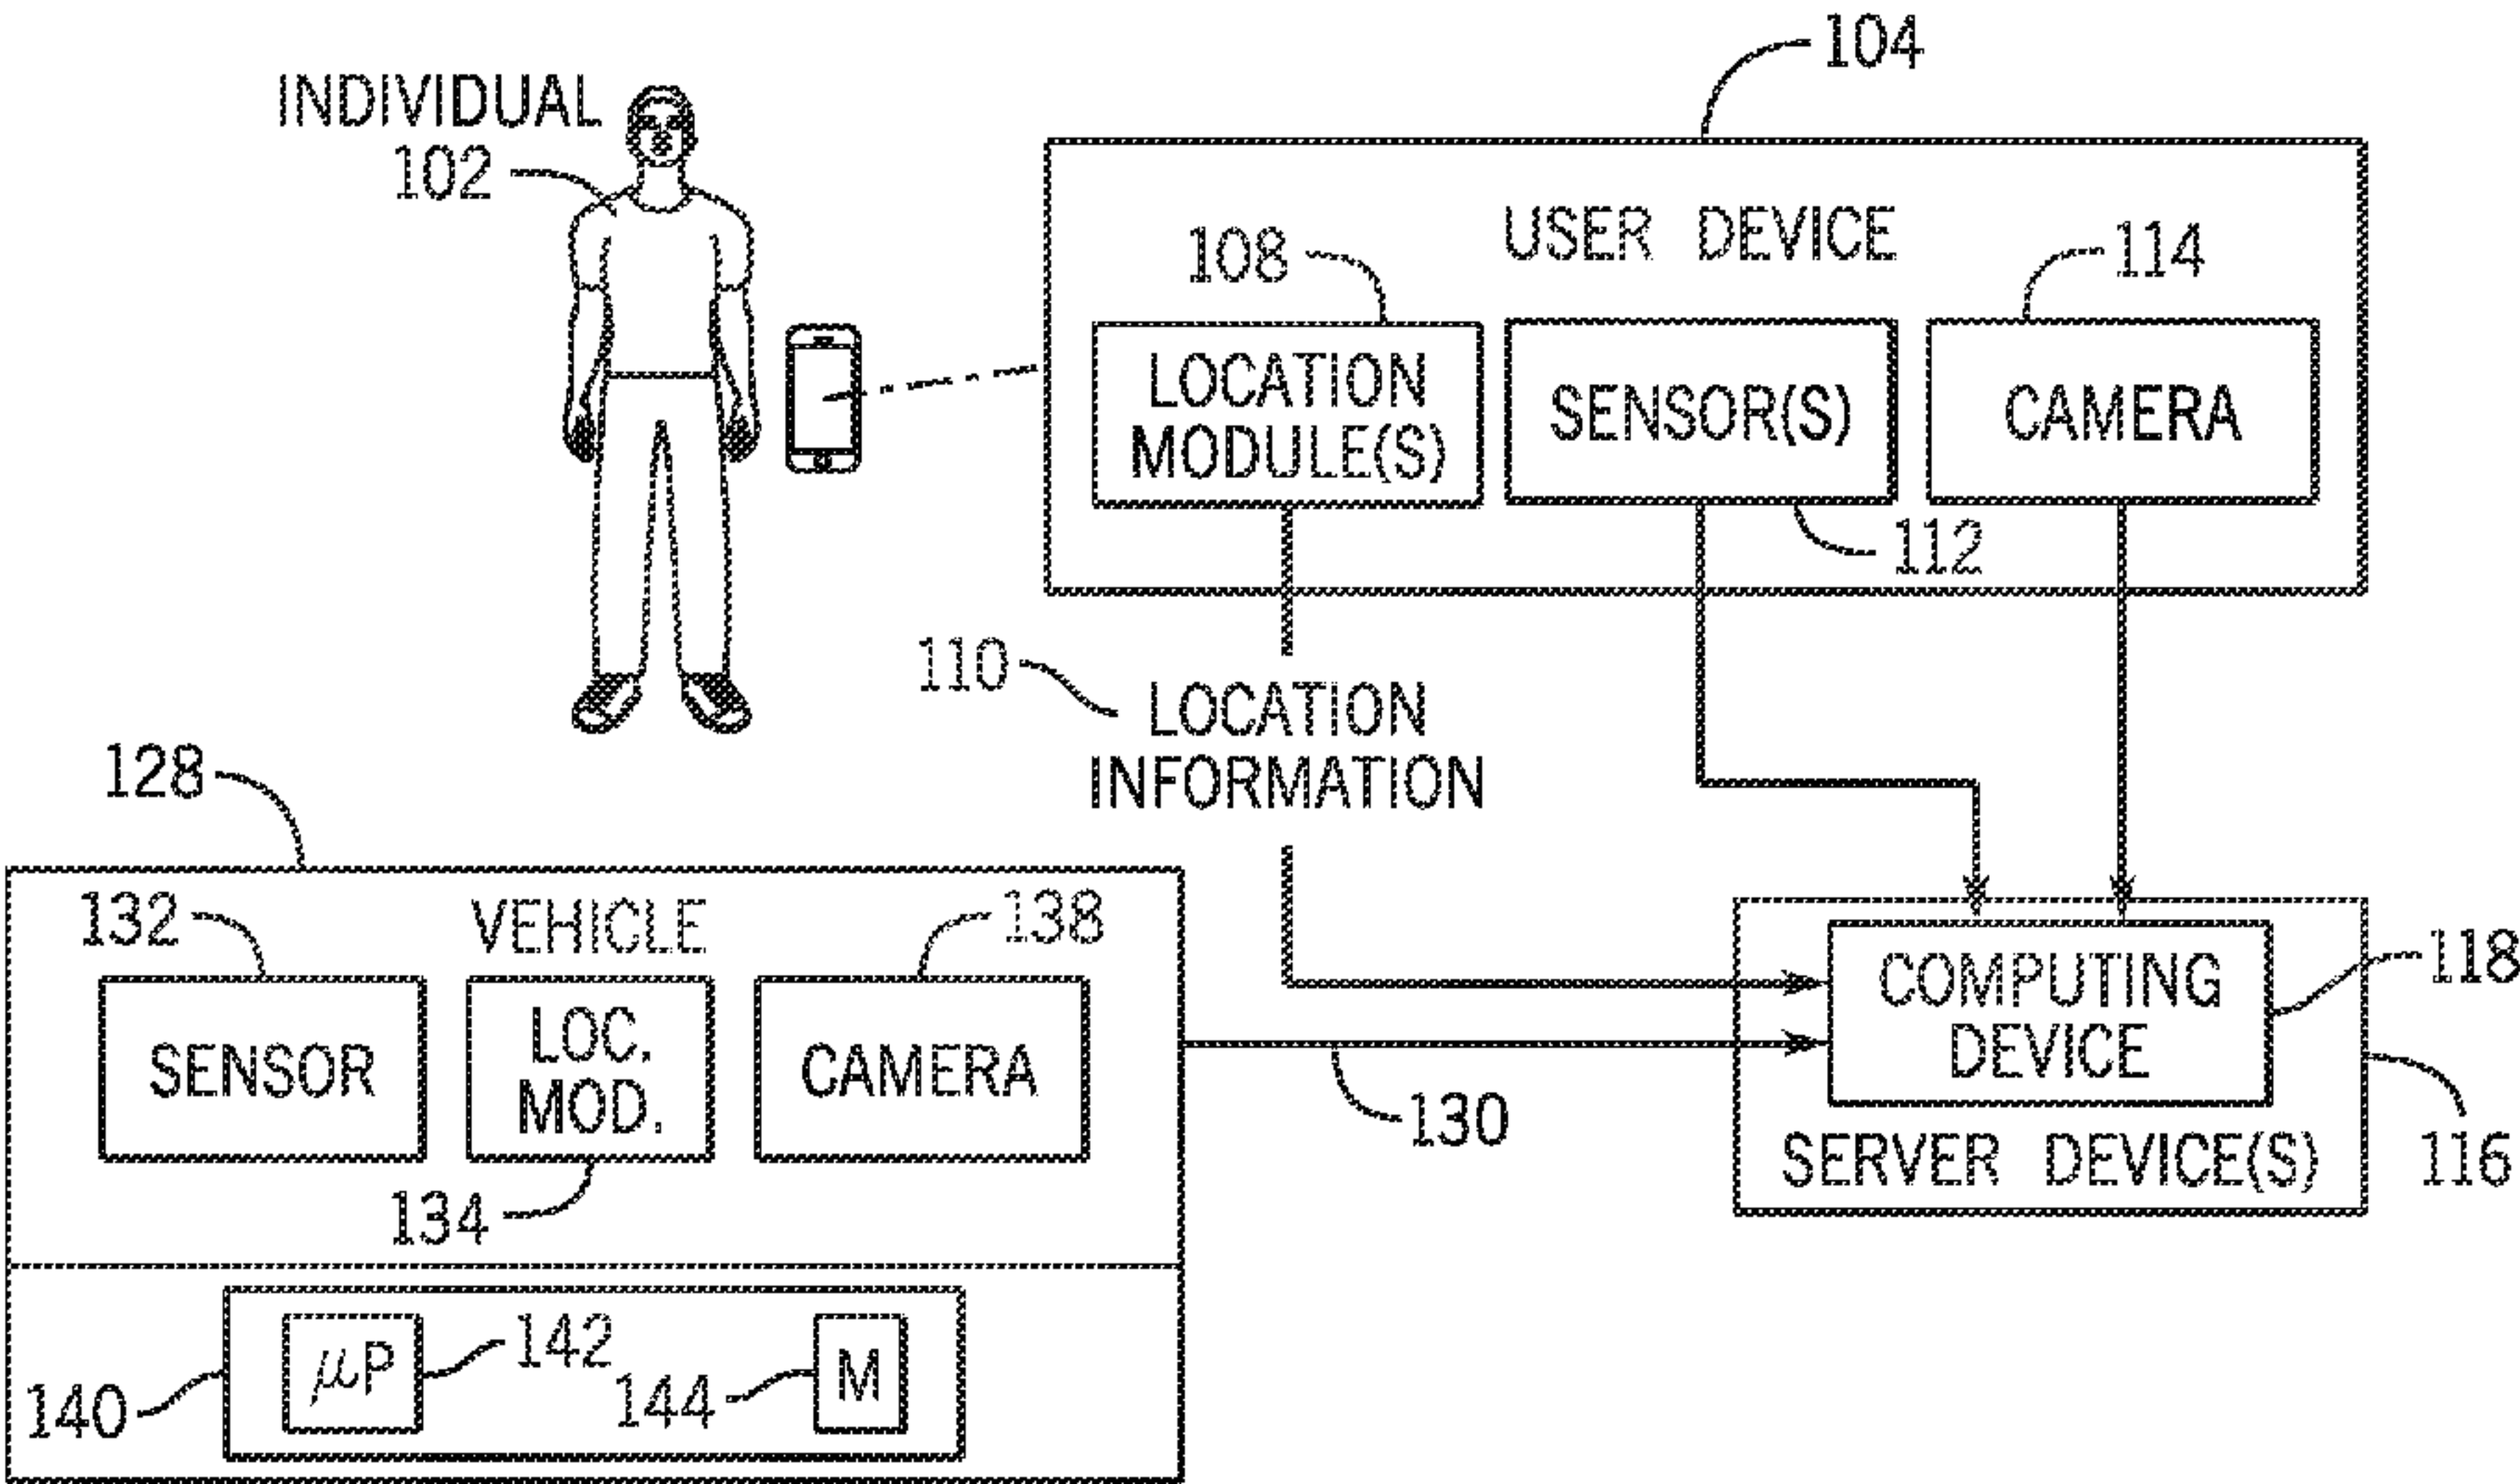 104
INDIVIDUAL
102
USER DEVICE
108
114
LOCATION
MODULE(S)
SENSOR(S)
CAMERA
112
110
LOCATION
INFORMATION
128
VEHICLE
132
138
SENSOR
LOC.
MOD.
CAMERA
134
130
COMPUTING
DEVICE
118
SERVER DEVICE(S)
116
μP
142
144
M
140